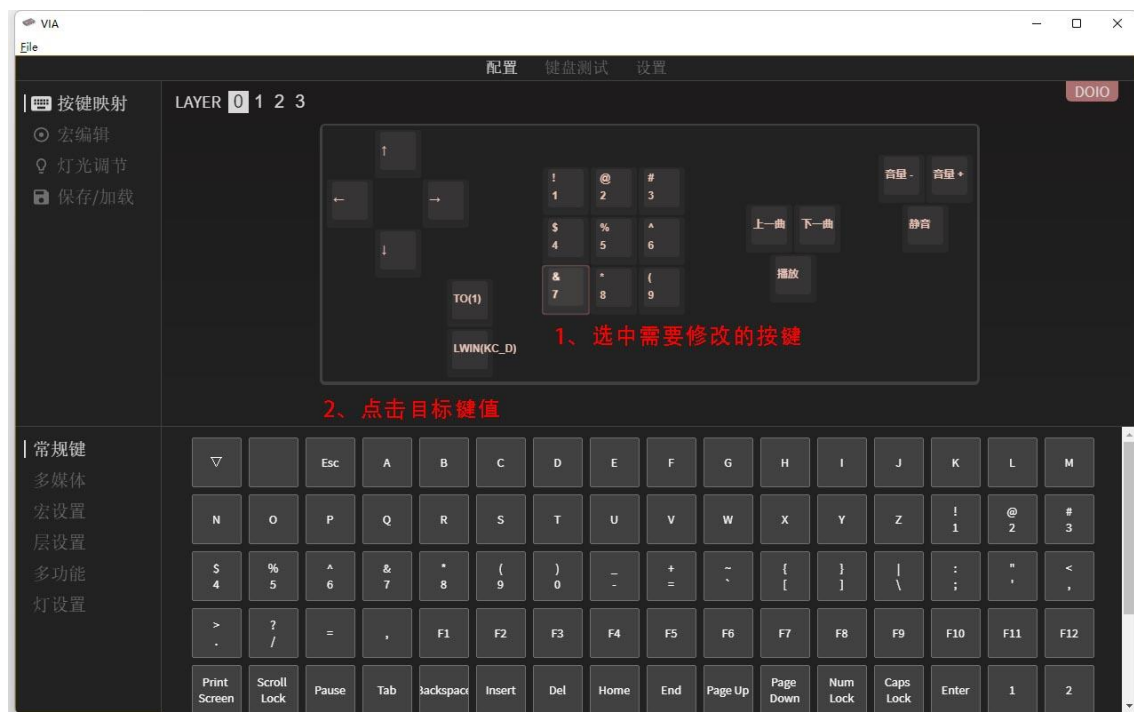 VIA
File
配置 键盘测试 设置
按键映射
宏编辑
灯光调节
保存/加载
LAYER 0 1 2 3
DOIO
↑
← →
↓
TO(1)
LWIN(KC_D)
! @ #
1 2 3
$ % ^
4 5 6
& * (
7 8 9
上一曲 下一曲
播放
音量 - 音量 +
静音
1、选中需要修改的按键
2、点击目标键值
常规键
多媒体
宏设置
层设置
多功能
灯设置
▽ Esc A B C D E F G H I J K L M
N O P Q R S T U V W X Y Z ! @ #
1 2 3
$ % ^ & * ( ) _ + ~ { } | : " <
4 5 6 7 8 9 0 - = ` [ ] \ ; ' ,
> ? = , F1 F2 F3 F4 F5 F6 F7 F8 F9 F10 F11 F12
. /
Print Scroll Pause Tab Backspace Insert Del Home End Page Up Page Num Caps Enter 1 2
Screen Lock Down Lock Lock